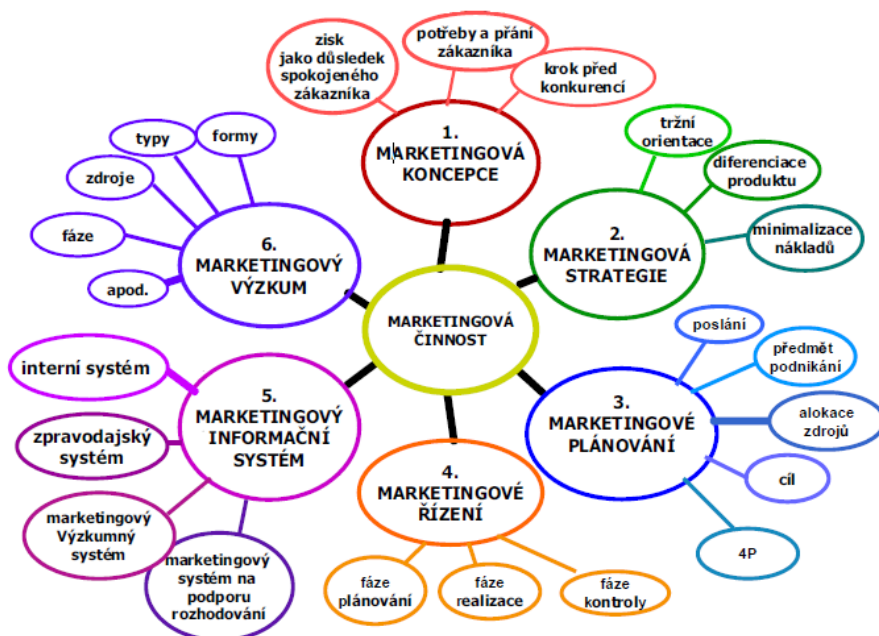 zisk
jako důsledek
spokojeného
zákazníka
potřeby a přání
zákazníka
krok před
konkurencí
1.
MARKETINGOVÁ
KONCEPCE
tržní
orientace
diferenciace
produktu
minimalizace
nákladů
2.
MARKETINGOVÁ
STRATEGIE
typy
formy
zdroje
fáze
apod.
6.
MARKETINGOVÝ
VÝZKUM
MARKETINGOVÁ
ČINNOST
poslání
předmět
podnikání
alokace
zdrojů
cíl
4P
3.
MARKETINGOVÉ
PLÁNOVÁNÍ
interní systém
zpravodajský
systém
marketingový
Výzkumný
systém
marketingový
systém na
podporu
rozhodování
5.
MARKETINGOVÝ
INFORMAČNÍ
SYSTÉM
4.
MARKETINGOVÉ
ŘÍZENÍ
fáze
plánování
fáze
realizace
fáze
kontroly